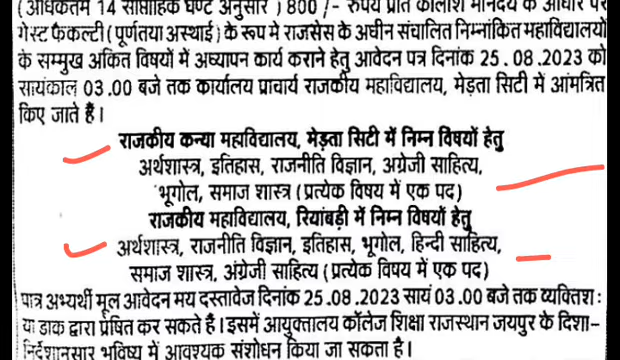 (अधिकतम 14 साप्ताहिक घण्टे अनुसार) 800/- रुपये प्रति कालांश मानदेय के आधार पर
गेस्ट फैकल्टी (पूर्णतया अस्थाई) के रूप मे राजसेस के अधीन संचालित निम्नांकित महाविद्यालयों
के सम्मुख अंकित विषयों में अध्यापन कार्य कराने हेतु आवेदन पत्र दिनांक 25.08.2023 को
सायंकाल 03.00 बजे तक कार्यालय प्राचार्य राजकीय महाविद्यालय, मेड़ता सिटी में आंमत्रित
किए जाते है।
राजकीय कन्या महाविद्यालय, मेड़ता सिटी में निम्न विषयों हेतु
अर्थशास्त्र, इतिहास, राजनीति विज्ञान, अग्रेजी साहित्य,
भूगोल, समाज शास्त्र (प्रत्येक विषय में एक पद)
राजकीय महाविद्यालय, रियांबड़ी में निम्न विषयों हेतु
अर्थशास्त्र, राजनीति विज्ञान, इतिहास, भूगोल, हिन्दी साहित्य,
समाज शास्त्र, अंग्रेजी साहित्य (प्रत्येक विषय में एक पद)
पात्र अभ्यर्थी मूल आवेदन मय दस्तावेज दिनांक 25.08.2023 सायं 03.00 बजे तक व्यक्तिशः
या डाक द्वारा प्रेषित कर सकते है। इसमें आयुक्तालय कॉलेज शिक्षा राजस्थान जयपुर के दिशा-
निर्देशानुसार भविष्य में आवश्यक संशोधन किया जा सकता है।